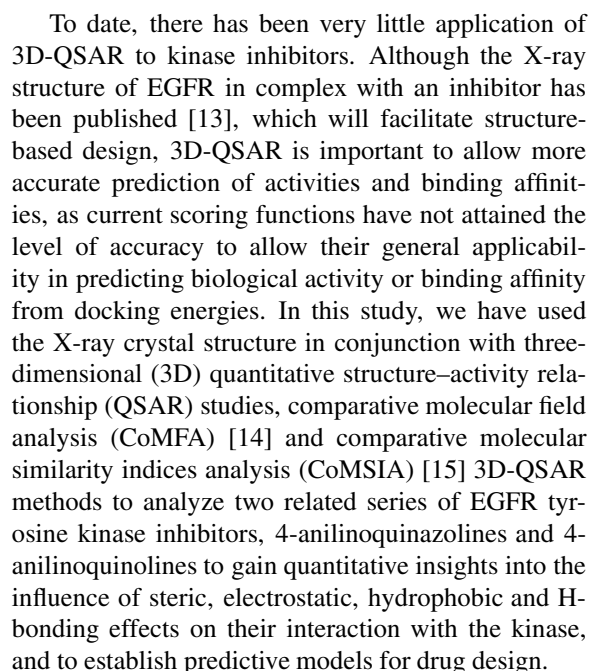 To date, there has been very little application of
3D-QSAR to kinase inhibitors. Although the X-ray
structure of EGFR in complex with an inhibitor has
been published [13], which will facilitate structure-
based design, 3D-QSAR is important to allow more
accurate prediction of activities and binding affinit-
ies, as current scoring functions have not attained the
level of accuracy to allow their general applicabil-
ity in predicting biological activity or binding affinity
from docking energies. In this study, we have used
the X-ray crystal structure in conjunction with three-
dimensional (3D) quantitative structure–activity rela-
tionship (QSAR) studies, comparative molecular field
analysis (CoMFA) [14] and comparative molecular
similarity indices analysis (CoMSIA) [15] 3D-QSAR
methods to analyze two related series of EGFR tyr-
osine kinase inhibitors, 4-anilinoquinazolines and 4-
anilinoquinolines to gain quantitative insights into the
influence of steric, electrostatic, hydrophobic and H-
bonding effects on their interaction with the kinase,
and to establish predictive models for drug design.